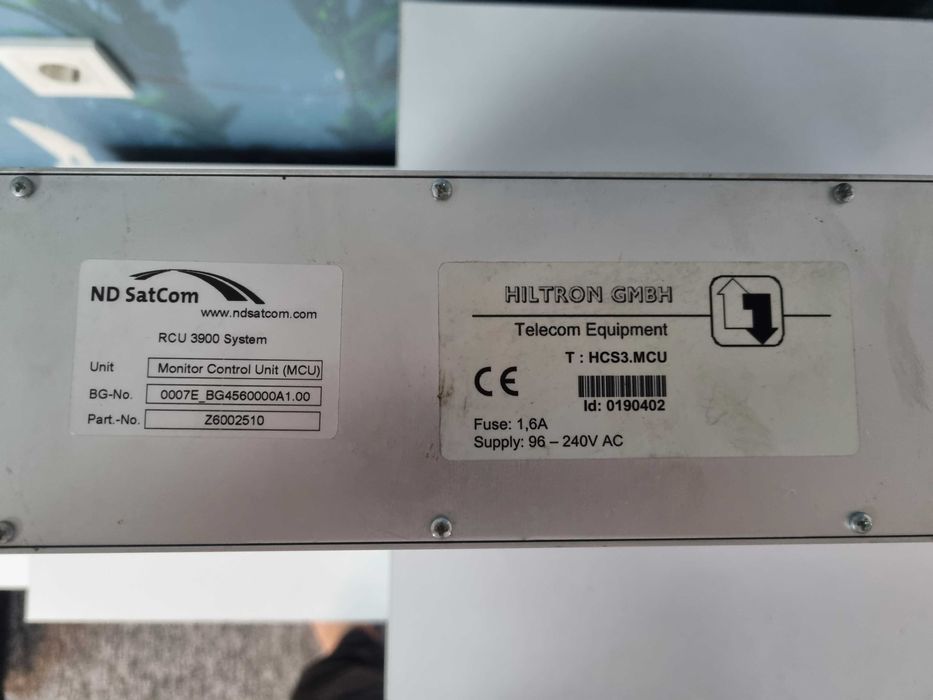 ND SatCom
www.ndsatcom.com
RCU 3900 System
Unit Monitor Control Unit (MCU)
BG-No. 0007E_BG4560000A1.00
Part.-No. Z6002510
HILTRON GMBH
Telecom Equipment
T : HCS3.MCU
CE
Id: 0190402
Fuse: 1,6A
Supply: 96 – 240V AC